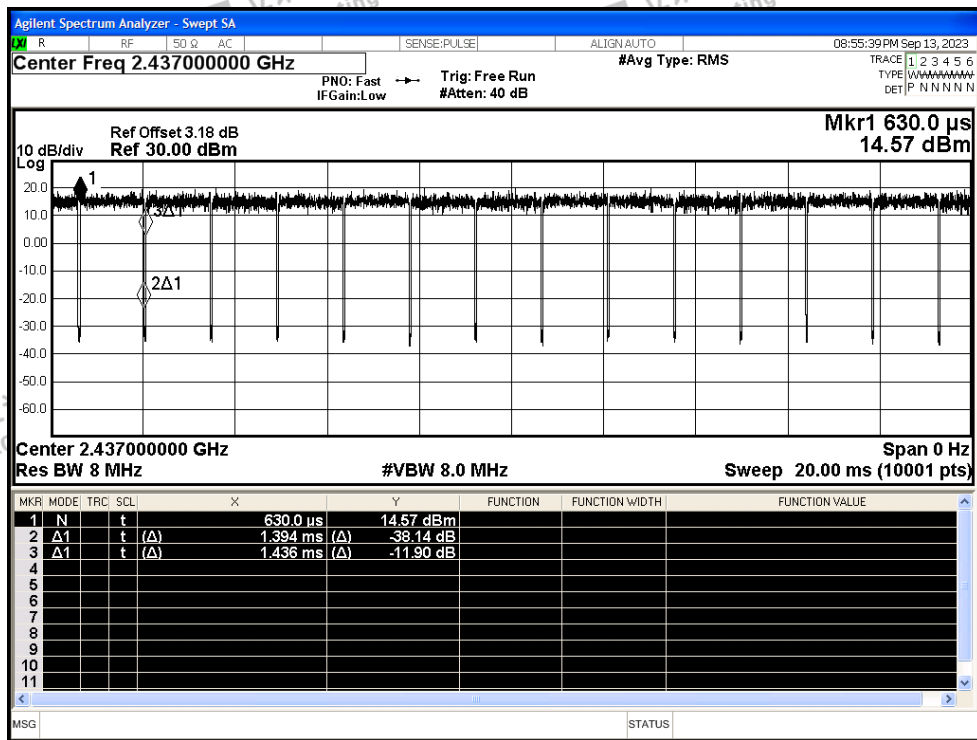 Agilent Spectrum Analyzer - Swept SA
LXI R RF 50 Ω AC SENSE:PULSE ALIGN AUTO 08:55:39 PM Sep 13, 2023
Center Freq 2.437000000 GHz #Avg Type: RMS TRACE 1 2 3 4 5 6
PNO: Fast Trig: Free Run TYPE WWWWWW
IFGain:Low #Atten: 40 dB DET P N N N N N
Mkr1 630.0 µs
Ref Offset 3.18 dB
10 dB/div Ref 30.00 dBm 14.57 dBm
Log
20.0
1
10.0
3Δ1
0.00
-10.0
2Δ1
-20.0
-30.0
-40.0
-50.0
-60.0
Center 2.437000000 GHz Span 0 Hz
Res BW 8 MHz #VBW 8.0 MHz Sweep 20.00 ms (10001 pts)
MKR MODE TRC SCL X Y FUNCTION FUNCTION WIDTH FUNCTION VALUE
1 N t 630.0 µs 14.57 dBm
2 Δ1 t (Δ) 1.394 ms (Δ) -38.14 dB
3 Δ1 t (Δ) 1.436 ms (Δ) -11.90 dB
4
5
6
7
8
9
10
11
MSG STATUS